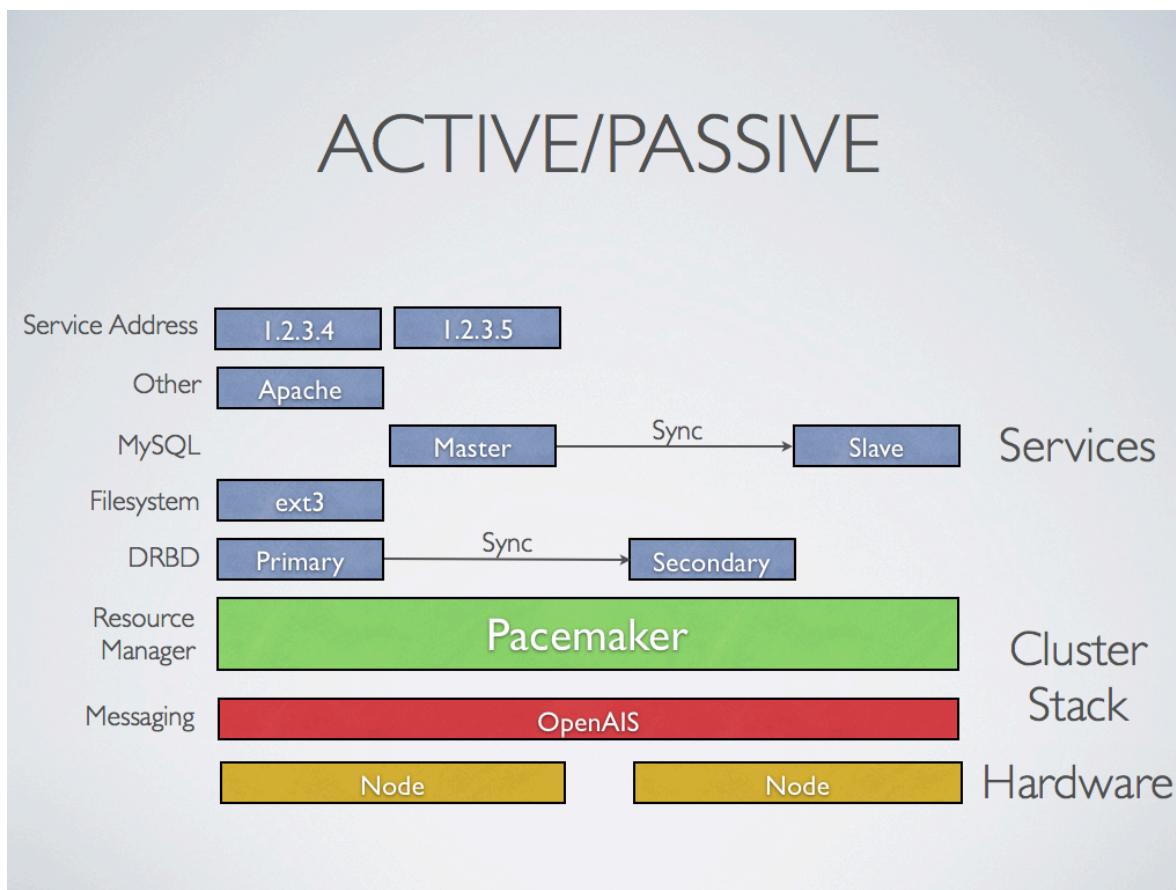 ACTIVE/PASSIVE
Service Address 1.2.3.4 1.2.3.5
Other Apache
MySQL Master Sync Slave Services
Filesystem ext3
DRBD Primary Sync Secondary
Resource
Manager Pacemaker
Cluster
Stack
Messaging OpenAIS
Node Node Hardware